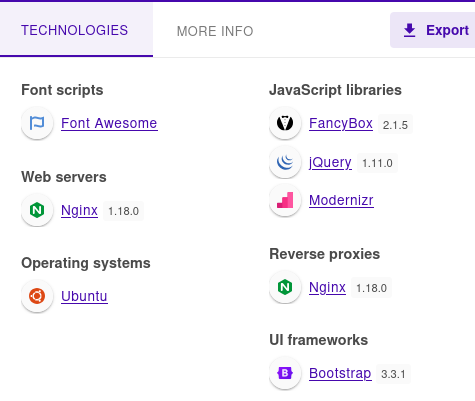 TECHNOLOGIES
MORE INFO
Export
Font scripts
Font Awesome
Web servers
Nginx 1.18.0
Operating systems
Ubuntu
JavaScript libraries
FancyBox 2.1.5
jQuery 1.11.0
Modernizr
Reverse proxies
Nginx 1.18.0
UI frameworks
B
Bootstrap 3.3.1